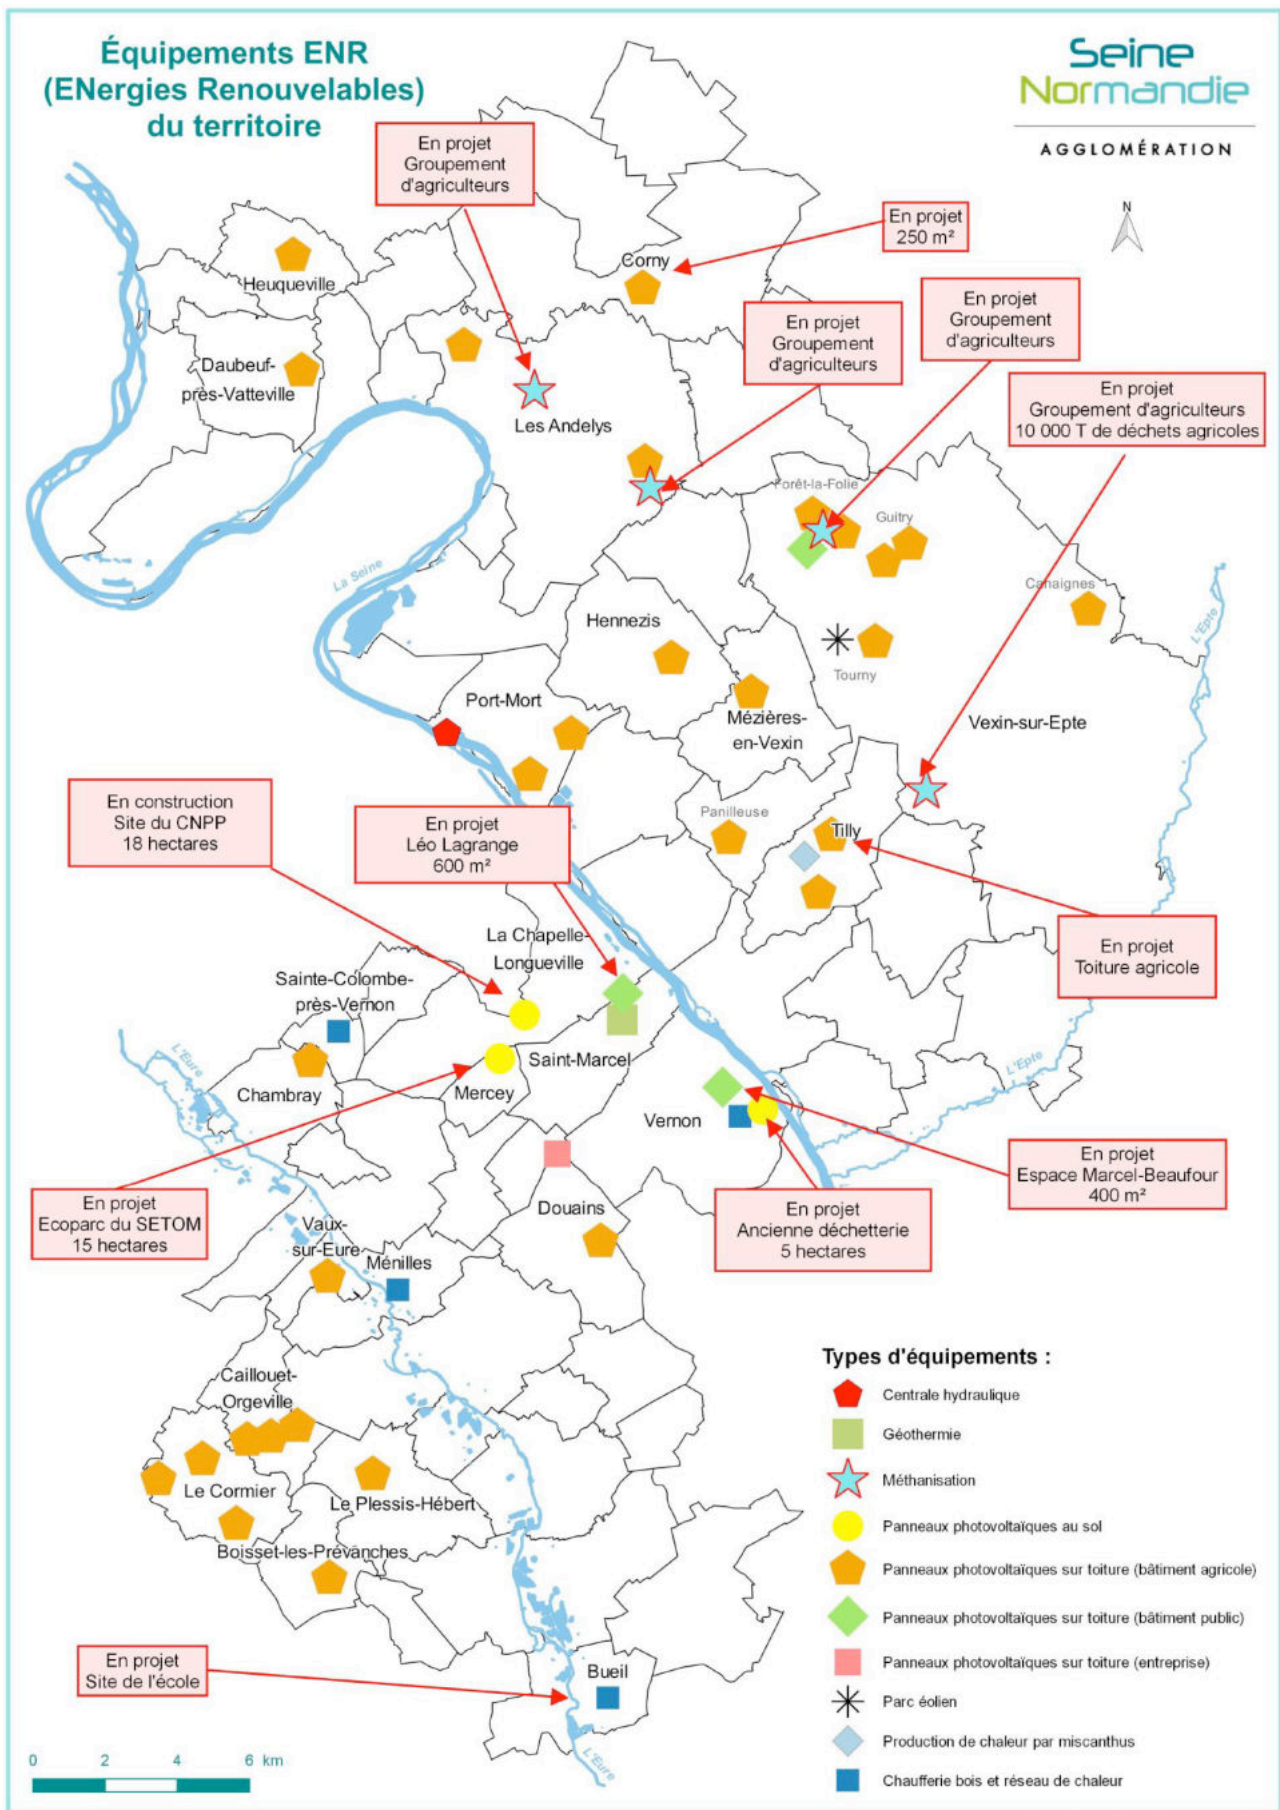 Équipements ENR
(ENergies Renouvelables)
du territoire
Seine
Normandie
AGGLOMÉRATION
En projet
Groupement
d'agriculteurs
N
En projet
250 m²
Corny
Heuqueville
En projet
Groupement
d'agriculteurs
En projet
Groupement
d'agriculteurs
Daubeuf-
près-Vatteville
En projet
Groupement d'agriculteurs
10 000 T de déchets agricoles
Les Andelys
Forêt-la-Folie
Guitry
La Seine
Cahaignes
L'Epte
Hennezis
Tourny
Port-Mort
Mézières-
en-Vexin
Vexin-sur-Epte
En construction
Site du CNPP
18 hectares
En projet
Léo Lagrange
600 m²
Panilleuse
Tilly
La Chapelle-
Longueville
En projet
Toiture agricole
Sainte-Colombe-
près-Vernon
L'Eure
Saint-Marcel
L'Epte
Chambray
Mercey
Vernon
En projet
Espace Marcel-Beaufour
400 m²
En projet
Ecoparc du SETOM
15 hectares
Douains
En projet
Ancienne déchetterie
5 hectares
Vaux-
sur-Eure
Ménilles
Caillouet-
Orgeville
Le Cormier
Le Plessis-Hébert
Boisset-les-Prévanches
En projet
Site de l'école
Bueil
L'Eure
Types d'équipements :
Centrale hydraulique
Géothermie
Méthanisation
Panneaux photovoltaïques au sol
Panneaux photovoltaïques sur toiture (bâtiment agricole)
Panneaux photovoltaïques sur toiture (bâtiment public)
Panneaux photovoltaïques sur toiture (entreprise)
Parc éolien
Production de chaleur par miscanthus
Chaufferie bois et réseau de chaleur
0 2 4 6 km